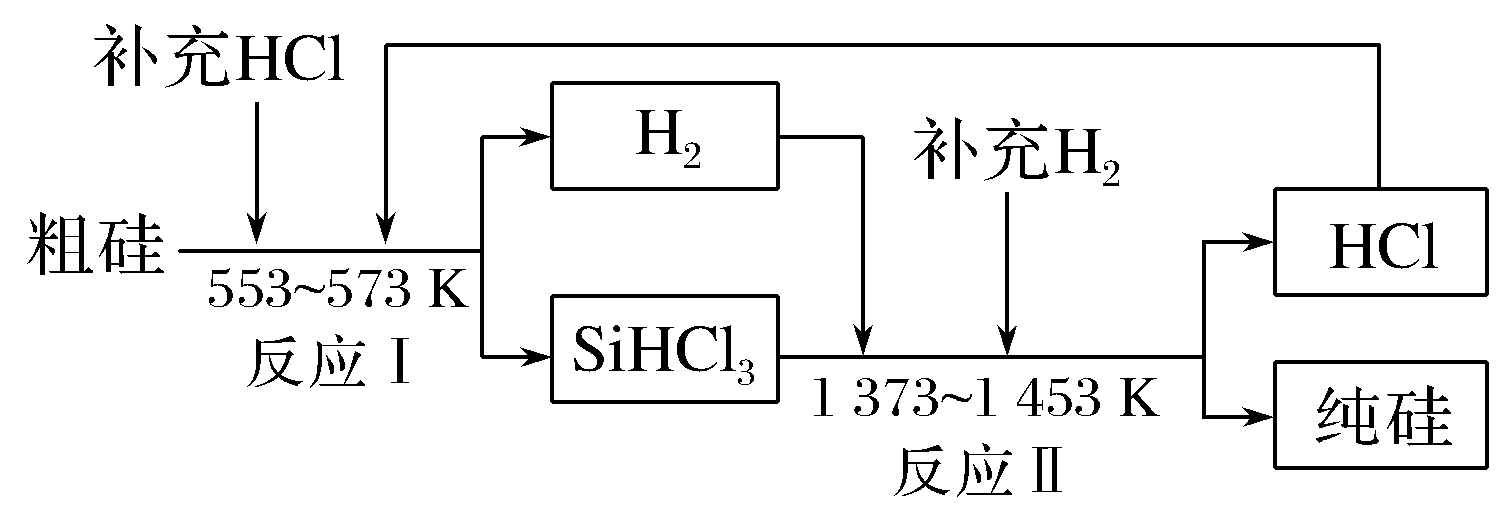 补充HCl
H₂
补充H₂
粗硅
HCl
553~573 K
反应Ⅰ
SiHCl₃
1 373~1 453 K
反应Ⅱ
纯硅